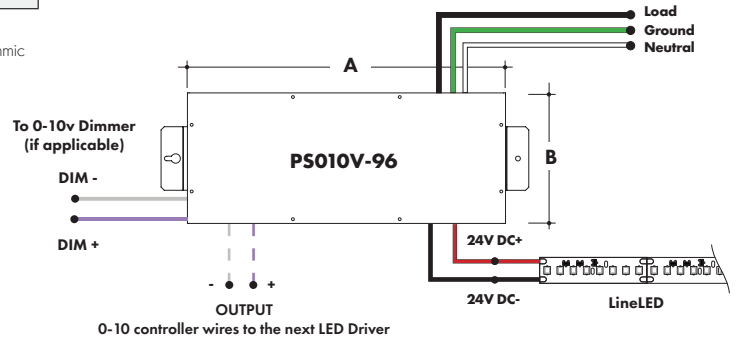 Load
Ground
Neutral
A
To 0-10v Dimmer
(if applicable)
PS010V-96
B
DIM -
DIM +
24V DC+
24V DC-
LineLED
- +
OUTPUT
0-10 controller wires to the next LED Driver